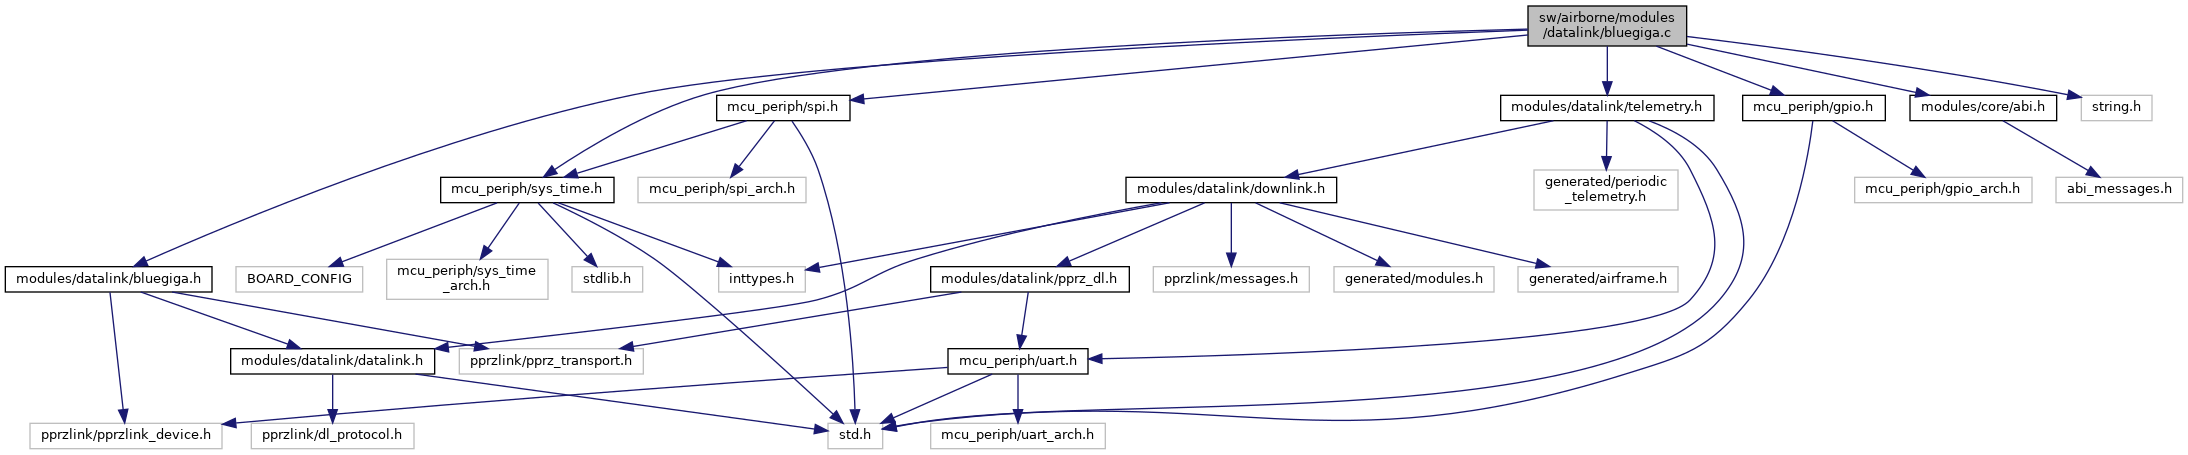 sw/airborne/modules
/datalink/bluegiga.c
mcu_periph/spi.h
modules/datalink/telemetry.h
mcu_periph/gpio.h
modules/core/abi.h
string.h
mcu_periph/sys_time.h
mcu_periph/spi_arch.h
modules/datalink/downlink.h
generated/periodic
_telemetry.h
mcu_periph/gpio_arch.h
abi_messages.h
modules/datalink/bluegiga.h
BOARD_CONFIG
mcu_periph/sys_time
_arch.h
stdlib.h
inttypes.h
modules/datalink/pprz_dl.h
pprzlink/messages.h
generated/modules.h
generated/airframe.h
modules/datalink/datalink.h
pprzlink/pprz_transport.h
mcu_periph/uart.h
pprzlink/pprzlink_device.h
pprzlink/dl_protocol.h
std.h
mcu_periph/uart_arch.h